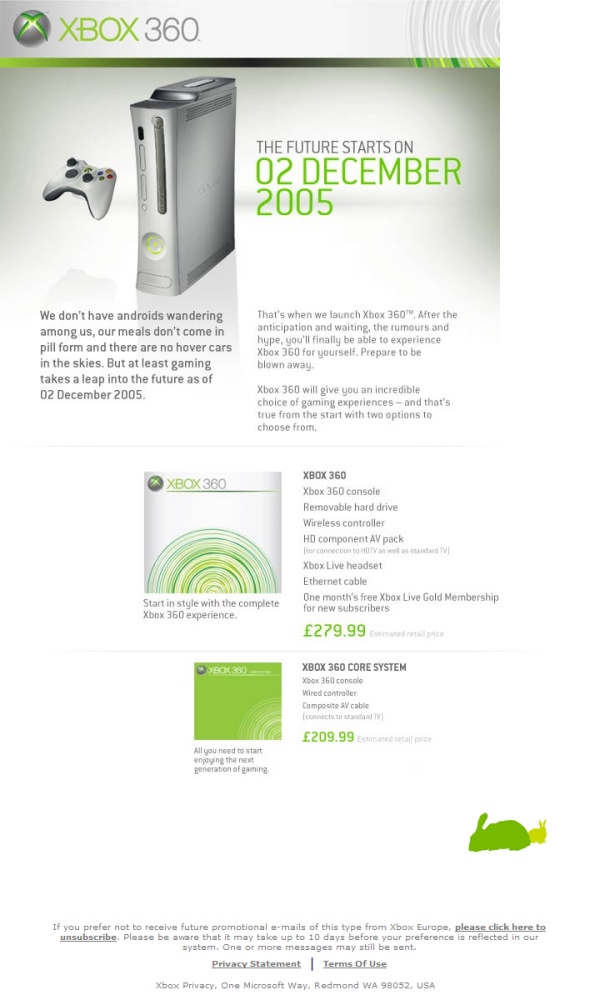 XBOX 360
THE FUTURE STARTS ON
02 DECEMBER
2005
We don't have androids wandering
among us, our meals don't come in
pill form and there are no hover cars
in the skies. But at least gaming
takes a leap into the future as of
02 December 2005.
That's when we launch Xbox 360™. After the
anticipation and waiting, the rumours and
hype, you'll finally be able to experience
Xbox 360 for yourself. Prepare to be
blown away.
Xbox 360 will give you an incredible
choice of gaming experiences – and that's
true from the start with two options to
choose from.
XBOX 360
Start in style with the complete
Xbox 360 experience.
XBOX 360
Xbox 360 console
Removable hard drive
Wireless controller
HD component AV pack
(for connection to HDTV as well as standard TV)
Xbox Live headset
Ethernet cable
One month's free Xbox Live Gold Membership
for new subscribers
£279.99 Estimated retail price
XBOX 360
All you need to start
enjoying the next
generation of gaming.
XBOX 360 CORE SYSTEM
Xbox 360 console
Wired controller
Composite AV cable
(connects to standard TV)
£209.99 Estimated retail price
If you prefer not to receive future promotional e-mails of this type from Xbox Europe, please click here to
unsubscribe. Please be aware that it may take up to 10 days before your preference is reflected in our
system. One or more messages may still be sent.
Privacy Statement | Terms Of Use
Xbox Privacy, One Microsoft Way, Redmond WA 98052, USA